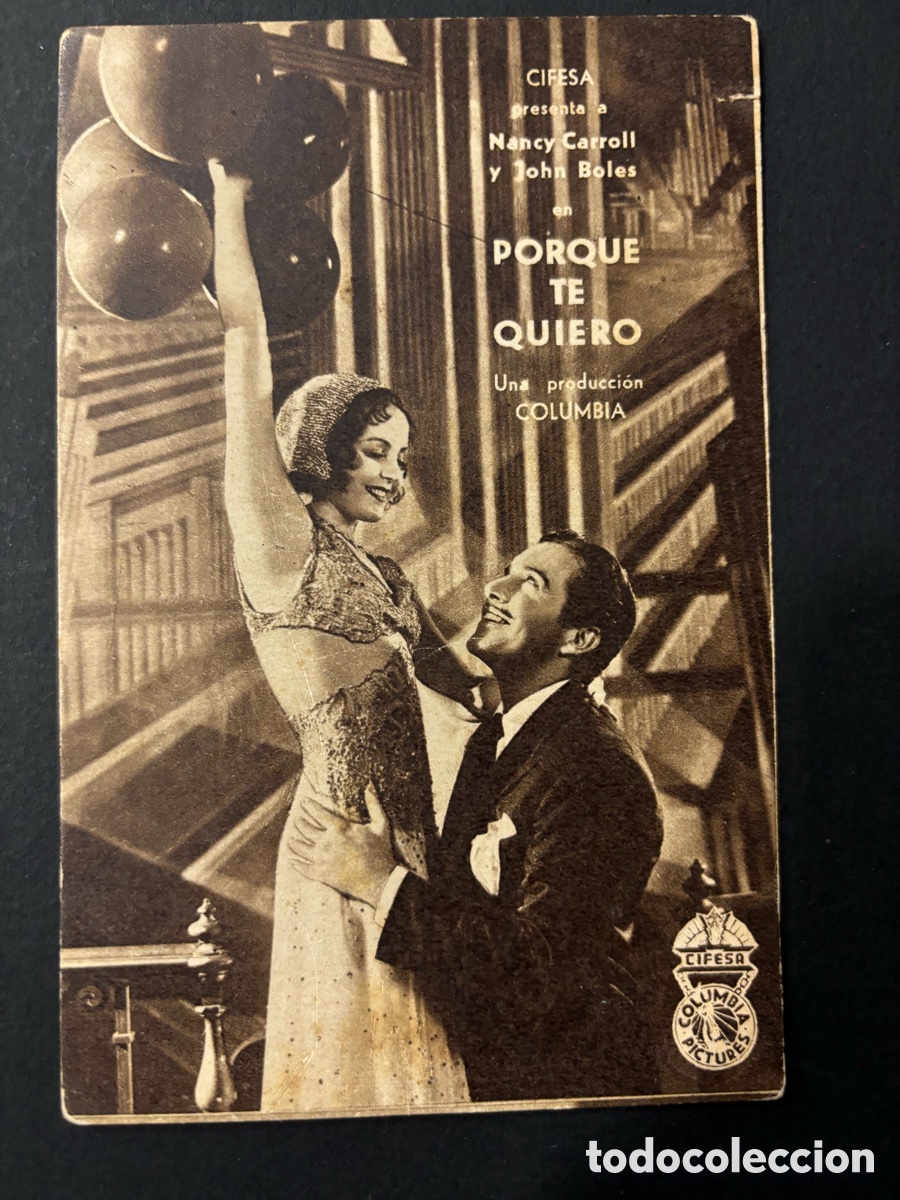 CIFESA
presenta a
Nancy Carroll
y John Boles
en
PORQUE
TE
QUIERO
Una producción
COLUMBIA
CIFESA
COLUMBIA
PICTURES
todocoleccion